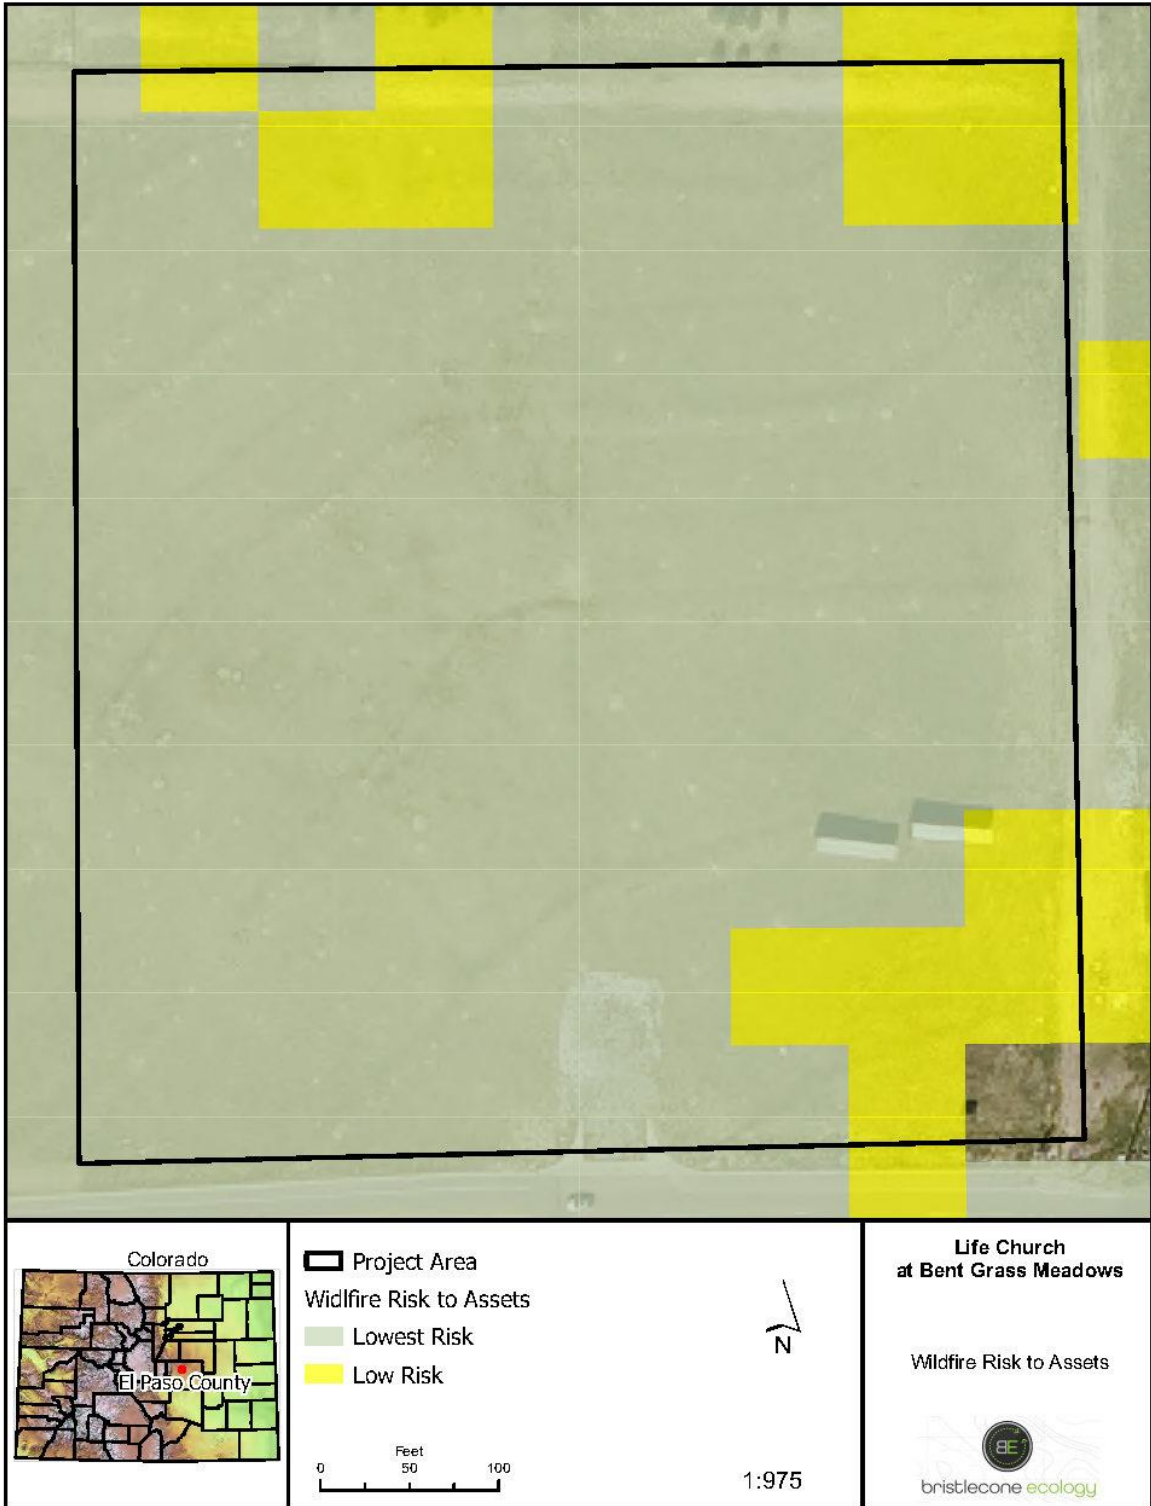 Colorado
El Paso County
Project Area
Widlfire Risk to Assets
Lowest Risk
Low Risk
Feet
0 50 100
N
1:975
Life Church
at Bent Grass Meadows
Wildfire Risk to Assets
BE
bristlecone ecology